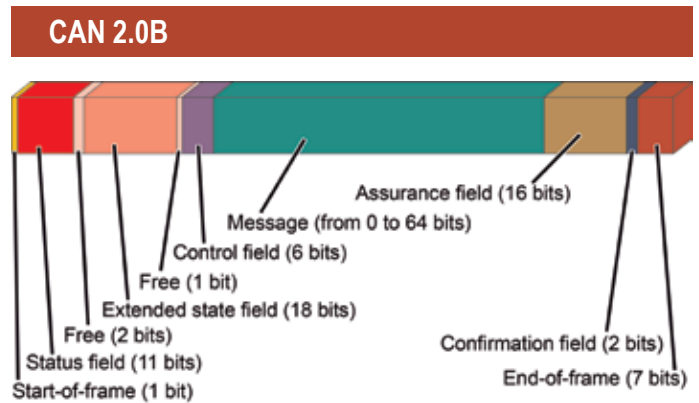 CAN 2.0B
Assurance field (16 bits)
Message (from 0 to 64 bits)
Control field (6 bits)
Free (1 bit)
Extended state field (18 bits)
Free (2 bits)
Confirmation field (2 bits)
Status field (11 bits)
End-of-frame (7 bits)
Start-of-frame (1 bit)